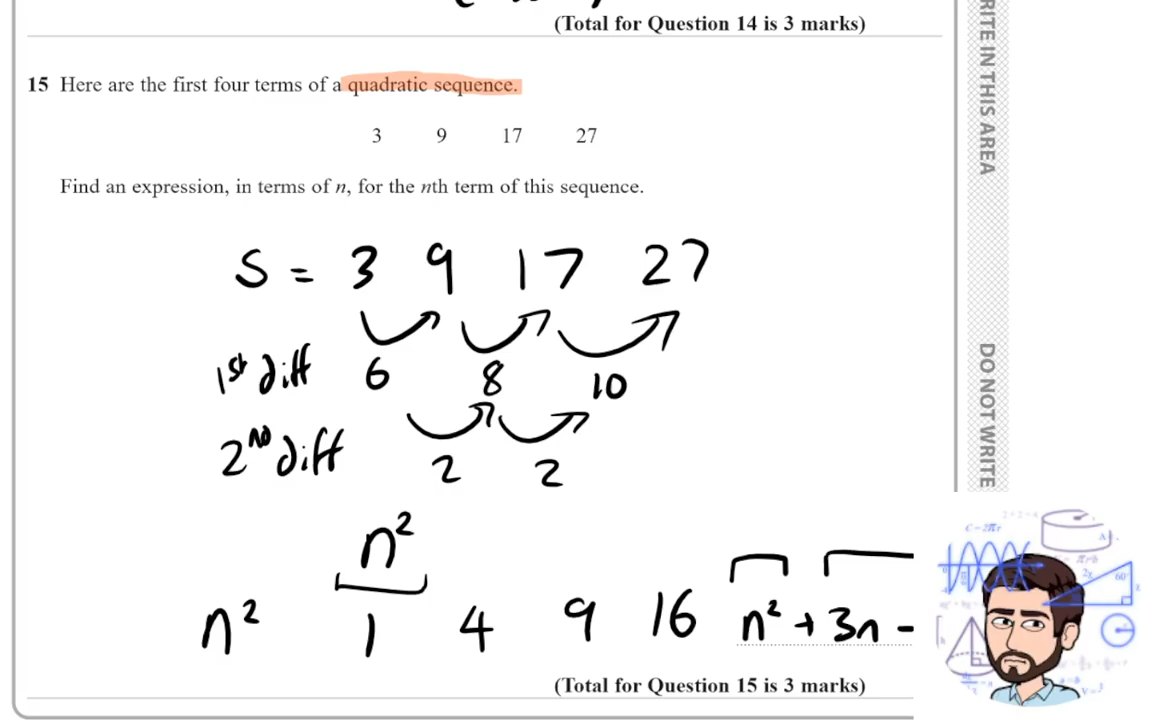 (Total for Question 14 is 3 marks)
15 Here are the first four terms of a quadratic sequence.
3 9 17 27
Find an expression, in terms of n, for the nth term of this sequence.
S = 3 9 17 27
1st diff 6 8 10
2nd diff 2 2
n²
n² 1 4 9 16 n² + 3n -
(Total for Question 15 is 3 marks)
RITE IN THIS AREA
DO NOT WRITE
C=2πr
60°